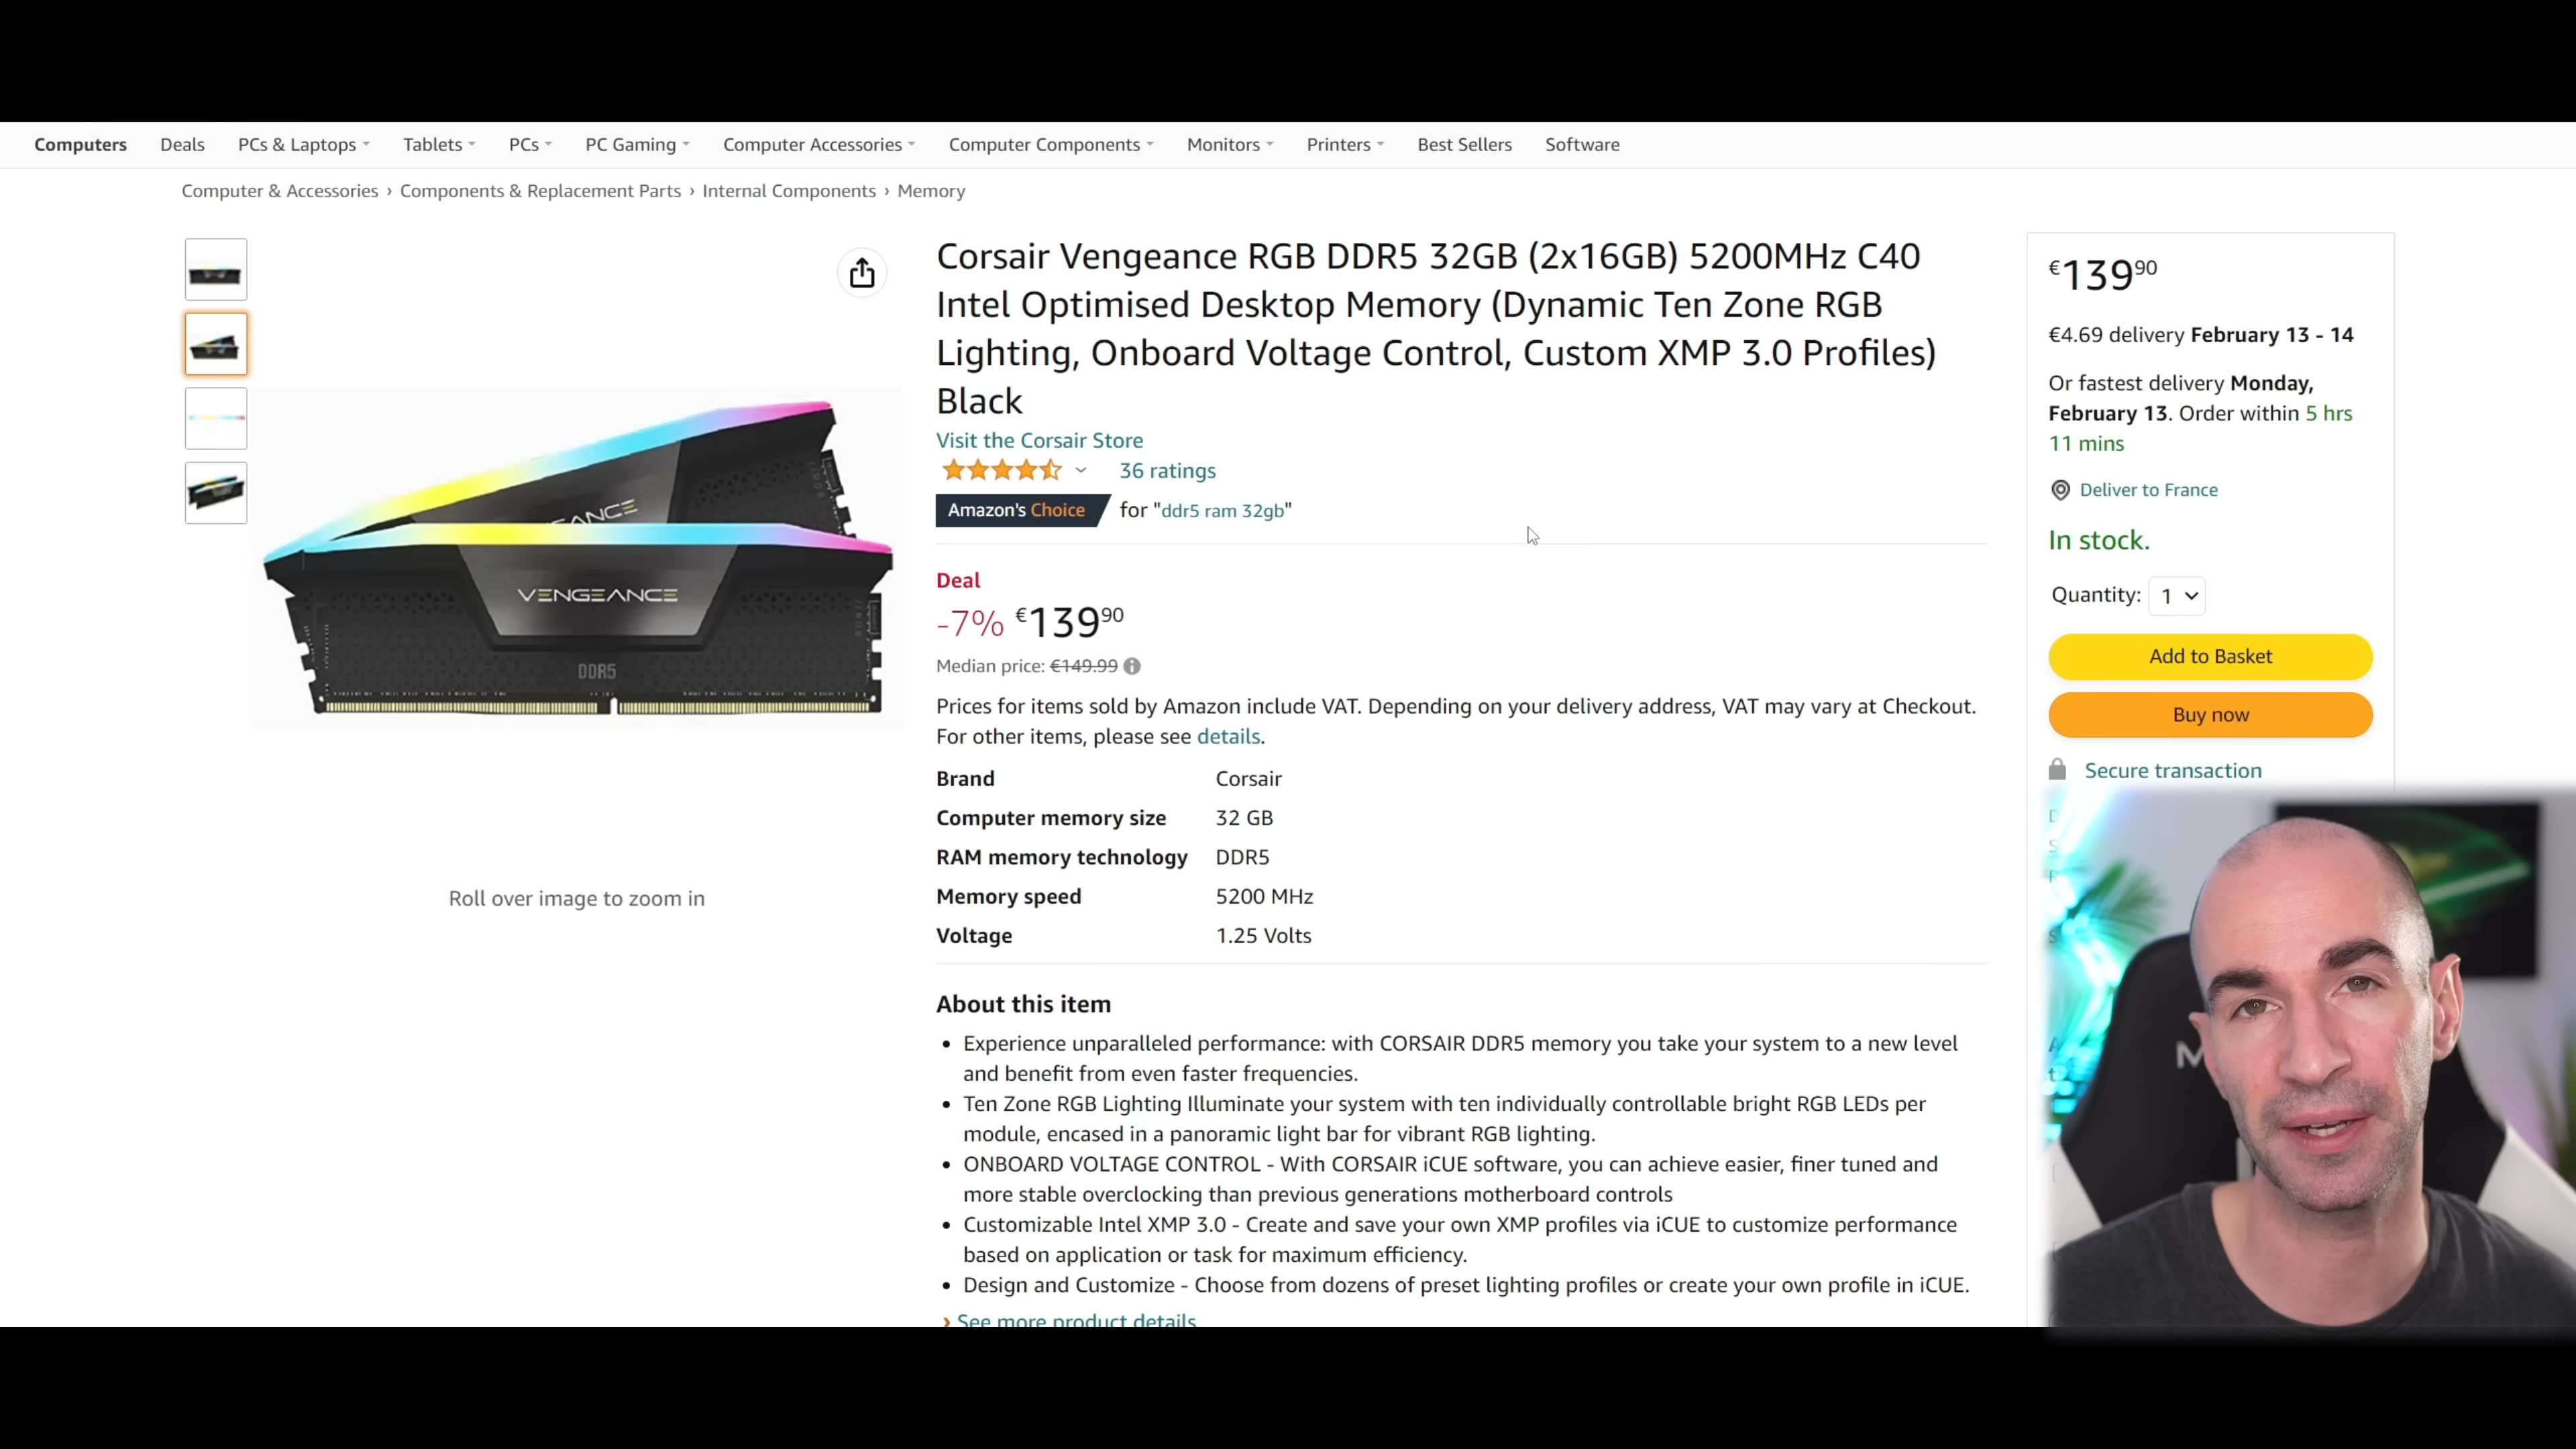 Computers Deals PCs & Laptops Tablets PCs PC Gaming Computer Accessories Computer Components Monitors Printers Best Sellers Software
Computer & Accessories › Components & Replacement Parts › Internal Components › Memory
VENGEANCE
DDR5
Roll over image to zoom in
Corsair Vengeance RGB DDR5 32GB (2x16GB) 5200MHz C40
Intel Optimised Desktop Memory (Dynamic Ten Zone RGB
Lighting, Onboard Voltage Control, Custom XMP 3.0 Profiles)
Black
Visit the Corsair Store
36 ratings
Amazon's Choice for "ddr5 ram 32gb"
Deal
-7% €139 90
Median price: €149.99
Prices for items sold by Amazon include VAT. Depending on your delivery address, VAT may vary at Checkout.
For other items, please see details.
Brand Corsair
Computer memory size 32 GB
RAM memory technology DDR5
Memory speed 5200 MHz
Voltage 1.25 Volts
About this item
• Experience unparalleled performance: with CORSAIR DDR5 memory you take your system to a new level
and benefit from even faster frequencies.
• Ten Zone RGB Lighting Illuminate your system with ten individually controllable bright RGB LEDs per
module, encased in a panoramic light bar for vibrant RGB lighting.
• ONBOARD VOLTAGE CONTROL - With CORSAIR iCUE software, you can achieve easier, finer tuned and
more stable overclocking than previous generations motherboard controls
• Customizable Intel XMP 3.0 - Create and save your own XMP profiles via iCUE to customize performance
based on application or task for maximum efficiency.
• Design and Customize - Choose from dozens of preset lighting profiles or create your own profile in iCUE.
› See more product details
€139 90
€4.69 delivery February 13 - 14
Or fastest delivery Monday,
February 13. Order within 5 hrs
11 mins
Deliver to France
In stock.
Quantity: 1
Add to Basket
Buy now
Secure transaction